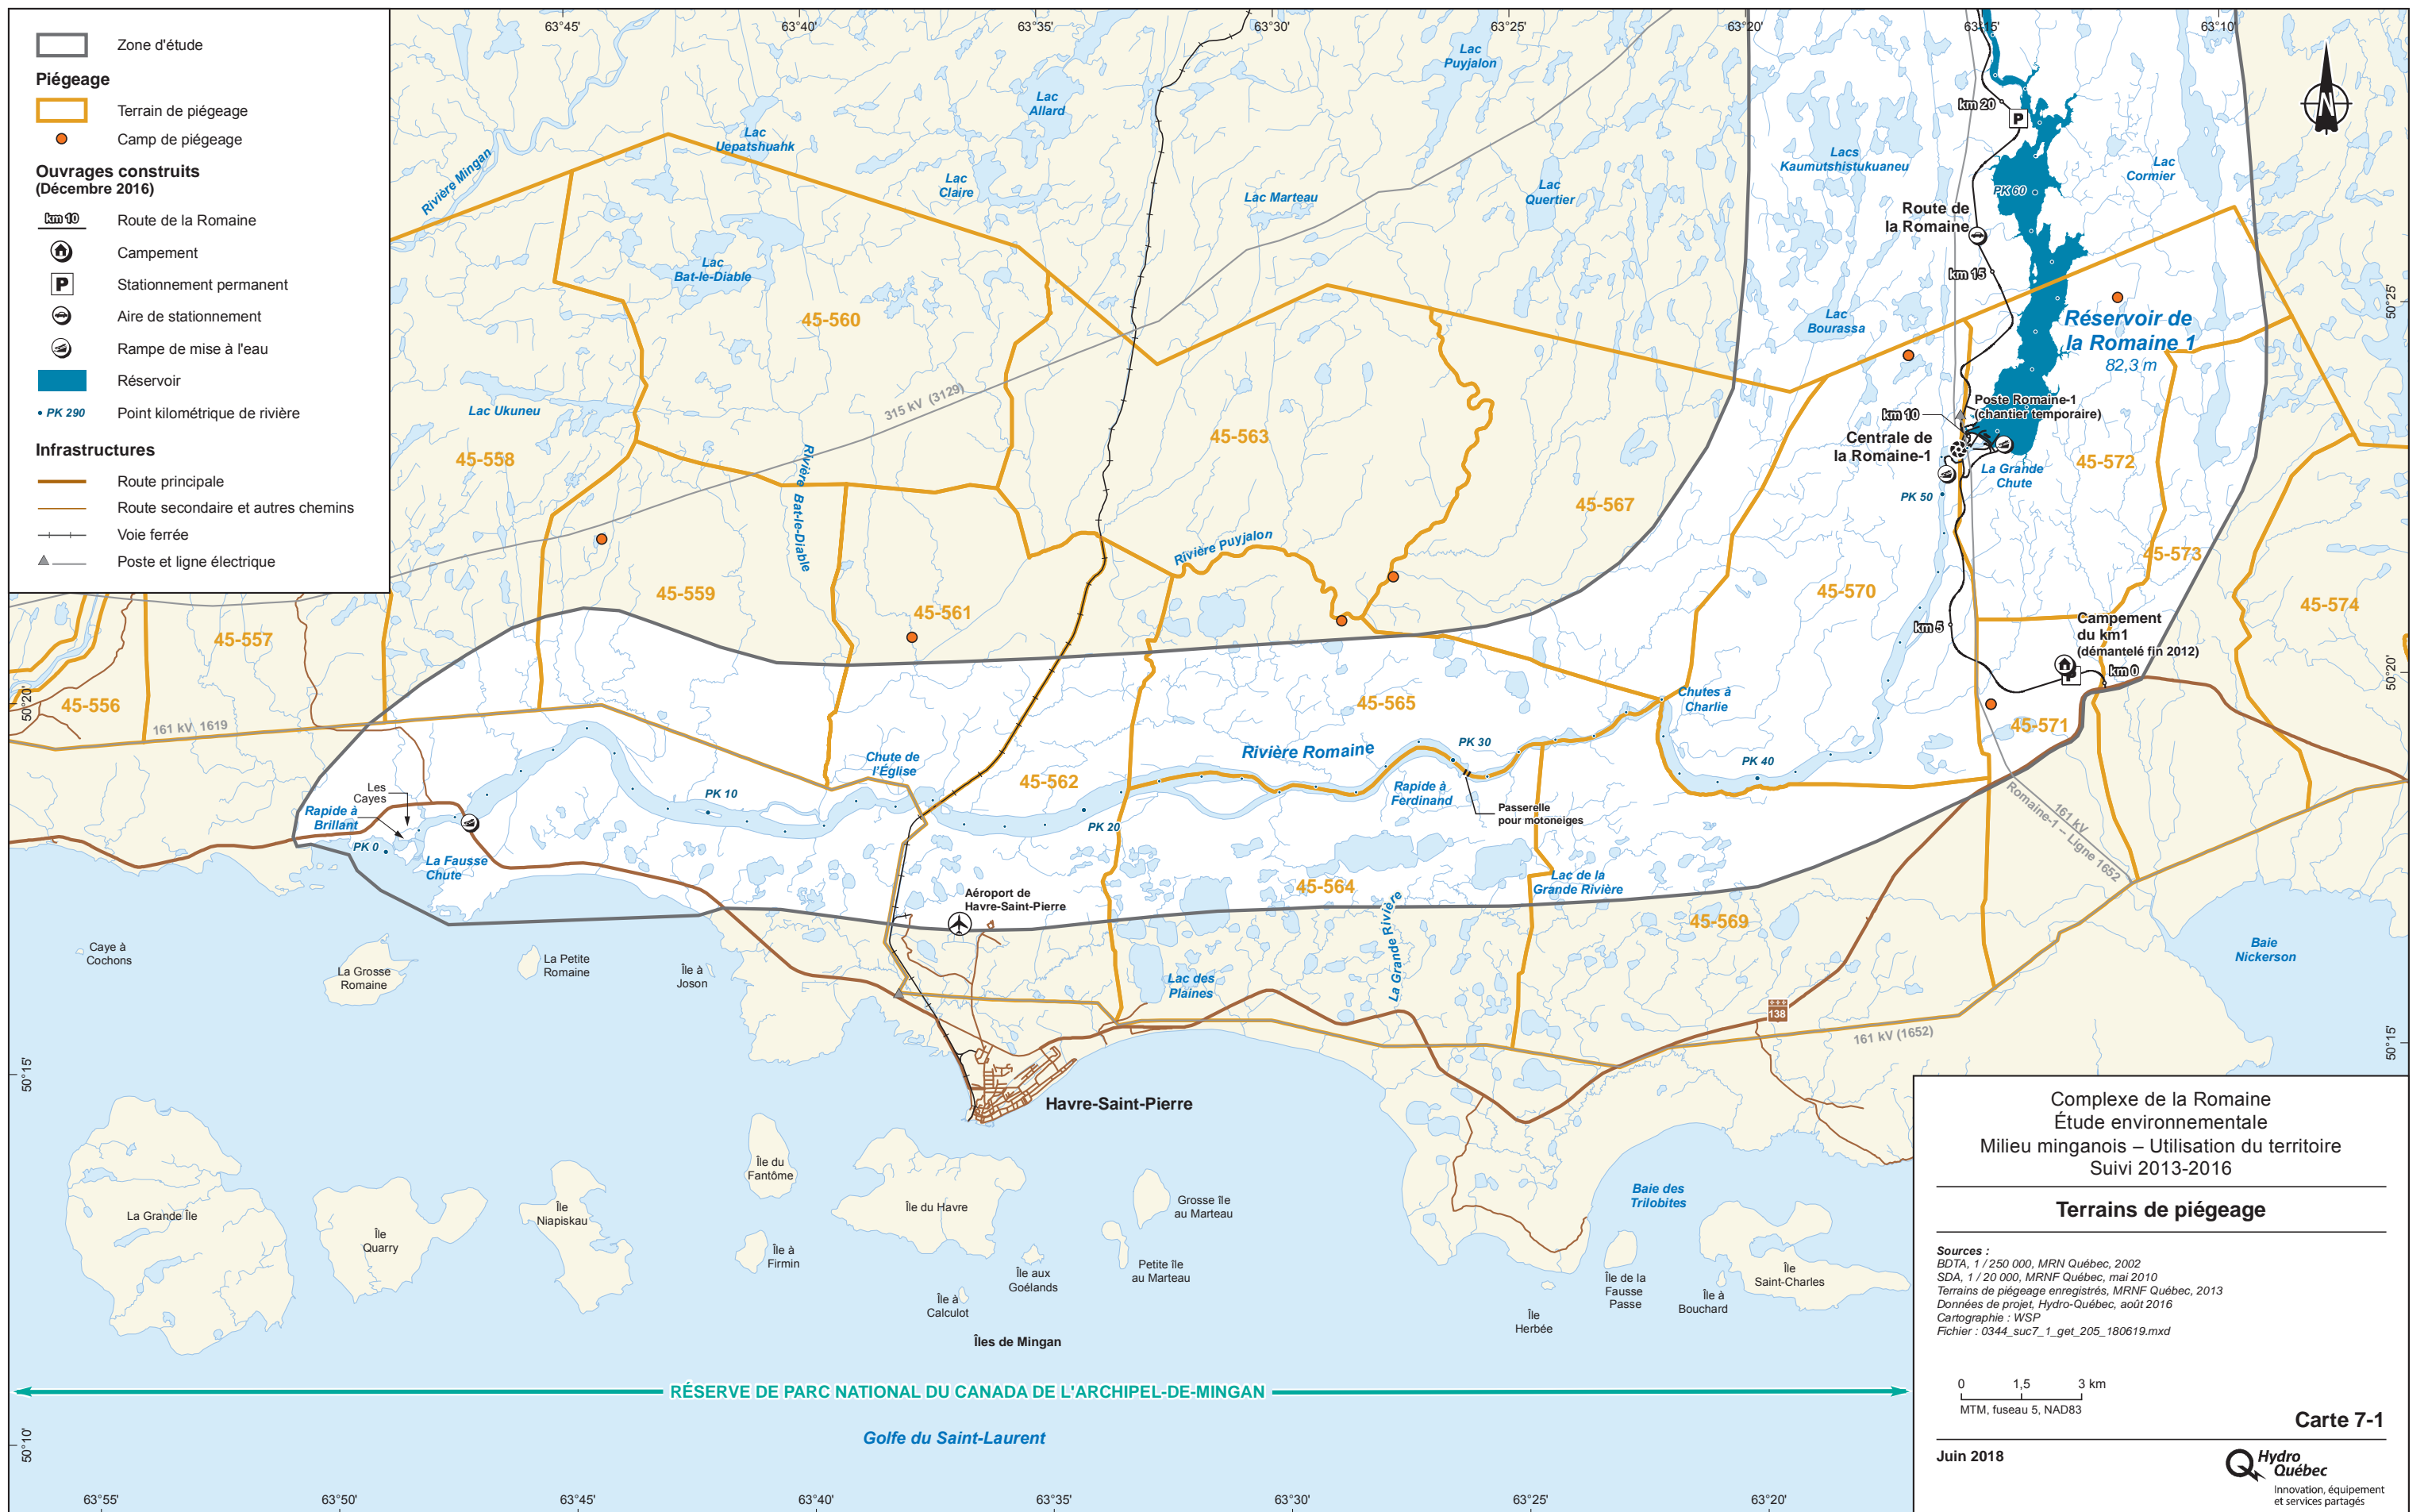 Zone d'étude
Piégeage
Terrain de piégeage
Camp de piégeage
Ouvrages construits
(Décembre 2016)
km 10
Route de la Romaine
Campement
P
Stationnement permanent
Aire de stationnement
Rampe de mise à l'eau
Réservoir
PK 290
Point kilométrique de rivière
Infrastructures
Route principale
Route secondaire et autres chemins
Voie ferrée
Poste et ligne électrique
63°45'
63°40'
63°35'
63°30'
63°25'
63°20'
63°15'
63°10'
N
Rivière Mingan
Lac
Uepatshuahk
Lac
Allard
Lac
Puyjalon
Lac
Claire
Lac Marteau
Lac
Quertier
Lacs
Kaumutshistukuaneu
Lac
Cormier
km 20
P
PK 60
Route de
la Romaine
km 15
Lac
Bat-le-Diable
45-560
315 kV (3129)
Lac Ukuneu
45-558
Rivière Bat-le-Diable
45-563
45-567
Lac
Bourassa
Réservoir de
la Romaine 1
82,3 m
50°25'
Poste Romaine-1
(chantier temporaire)
km 10
Centrale de
la Romaine-1
La Grande
Chute
45-572
PK 50
45-573
45-574
Rivière Puyjalon
45-559
45-561
45-570
45-557
45-556
50°20'
161 kV 1619
km 5
Campement
du km1
(démantelé fin 2012)
P
km 0
50°20'
45-571
45-565
Chutes à
Charlie
Rivière Romaine
PK 30
PK 40
Chute de
l'Église
45-562
Rapide à
Ferdinand
Passerelle
pour motoneiges
Les
Cayes
Rapide à
Brillant
PK 0
PK 10
PK 20
La Fausse
Chute
161 kV
Romaine-1 – Ligne 1652
45-564
Lac de la
Grande Rivière
La Grande Rivière
45-569
Aéroport de
Havre-Saint-Pierre
Caye à
Cochons
La Grosse
Romaine
La Petite
Romaine
Île à
Joson
Lac des
Plaines
Baie
Nickerson
138
161 kV (1652)
50°15'
50°15'
Havre-Saint-Pierre
La Grande Île
Île
Quarry
Île
Niapiskau
Île du
Fantôme
Île à
Firmin
Île du Havre
Île aux
Goélands
Île à
Calculot
Grosse île
au Marteau
Petite île
au Marteau
Baie des
Trilobites
Île
Herbée
Île de la
Fausse
Passe
Île à
Bouchard
Île
Saint-Charles
Îles de Mingan
RÉSERVE DE PARC NATIONAL DU CANADA DE L'ARCHIPEL-DE-MINGAN
Golfe du Saint-Laurent
50°10'
63°55'
63°50'
63°45'
63°40'
63°35'
63°30'
63°25'
63°20'
Complexe de la Romaine
Étude environnementale
Milieu minganois – Utilisation du territoire
Suivi 2013-2016
Terrains de piégeage
Sources :
BDTA, 1 / 250 000, MRN Québec, 2002
SDA, 1 / 20 000, MRNF Québec, mai 2010
Terrains de piégeage enregistrés, MRNF Québec, 2013
Données de projet, Hydro-Québec, août 2016
Cartographie : WSP
Fichier : 0344_suc7_1_get_205_180619.mxd
0 1,5 3 km
MTM, fuseau 5, NAD83
Carte 7-1
Juin 2018
Hydro
Québec
Innovation, équipement
et services partagés